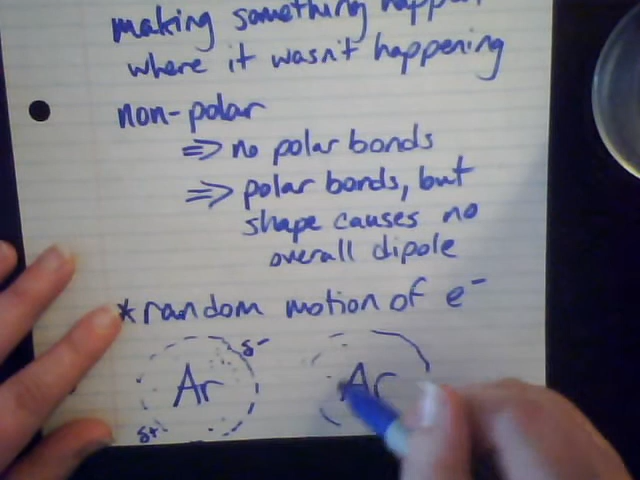 making something happen
where it wasn't happening
non-polar
⇒ no polar bonds
⇒ polar bonds, but
shape causes no
overall dipole
*random motion of e⁻
δ-
Ar Ar
δ+